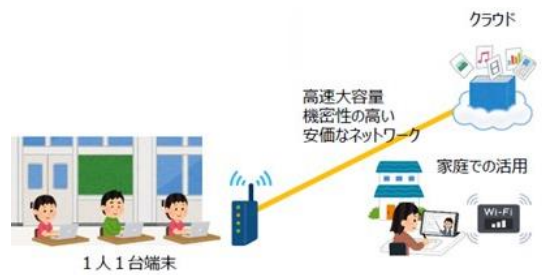 クラウド
高速大容量
機密性の高い
安価なネットワーク
家庭での活用
Wi-Fi
1人1台端末